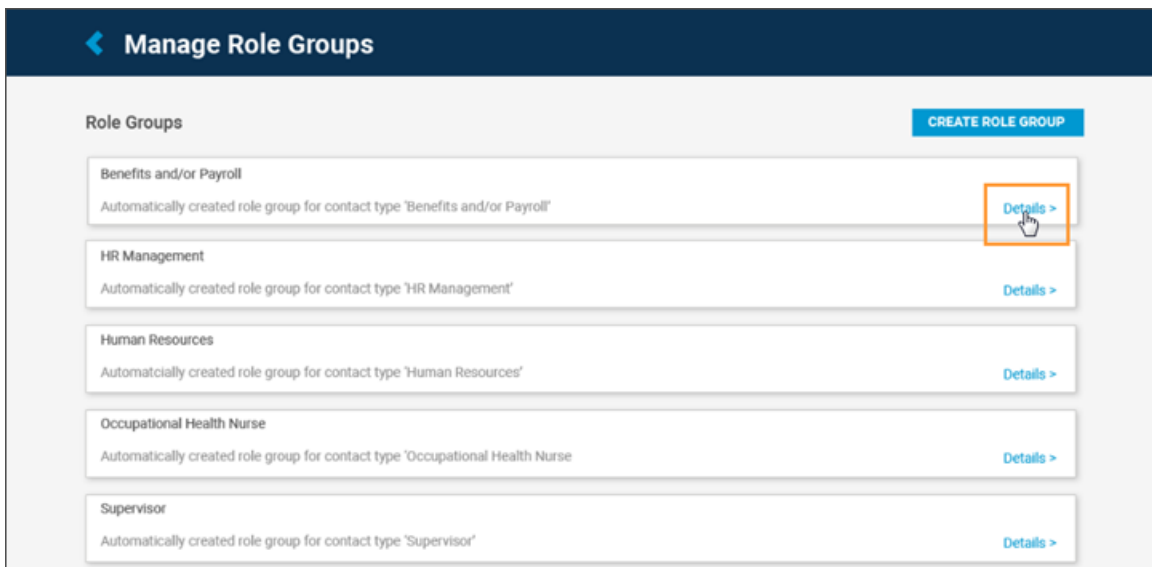 Manage Role Groups
Role Groups
CREATE ROLE GROUP
Benefits and/or Payroll
Automatically created role group for contact type 'Benefits and/or Payroll'
Details >
HR Management
Automatically created role group for contact type 'HR Management'
Details >
Human Resources
Automatcially created role group for contact type 'Human Resources'
Details >
Occupational Health Nurse
Automatically created role group for contact type 'Occupational Health Nurse
Details >
Supervisor
Automatically created role group for contact type 'Supervisor'
Details >